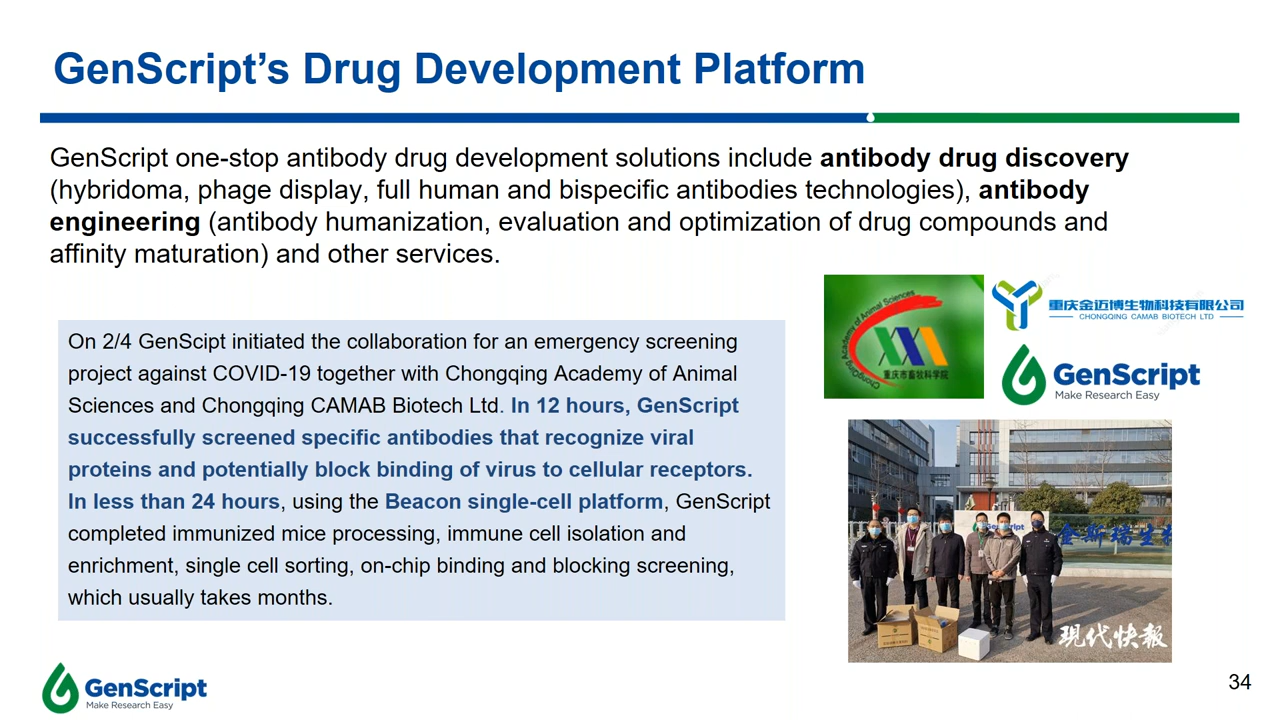 GenScript’s Drug Development Platform
GenScript one-stop antibody drug development solutions include antibody drug discovery
(hybridoma, phage display, full human and bispecific antibodies technologies), antibody
engineering (antibody humanization, evaluation and optimization of drug compounds and
affinity maturation) and other services.
On 2/4 GenScipt initiated the collaboration for an emergency screening
project against COVID-19 together with Chongqing Academy of Animal
Sciences and Chongqing CAMAB Biotech Ltd. In 12 hours, GenScript
successfully screened specific antibodies that recognize viral
proteins and potentially block binding of virus to cellular receptors.
In less than 24 hours, using the Beacon single-cell platform, GenScript
completed immunized mice processing, immune cell isolation and
enrichment, single cell sorting, on-chip binding and blocking screening,
which usually takes months.
Chongqing Academy of Animal Sciences
重庆市畜牧科学院
重庆金迈博生物科技有限公司
CHONGQING CAMAB BIOTECH LTD
GenScript
Make Research Easy
GenScript
金斯瑞生物
現代快報
GenScript
Make Research Easy
34